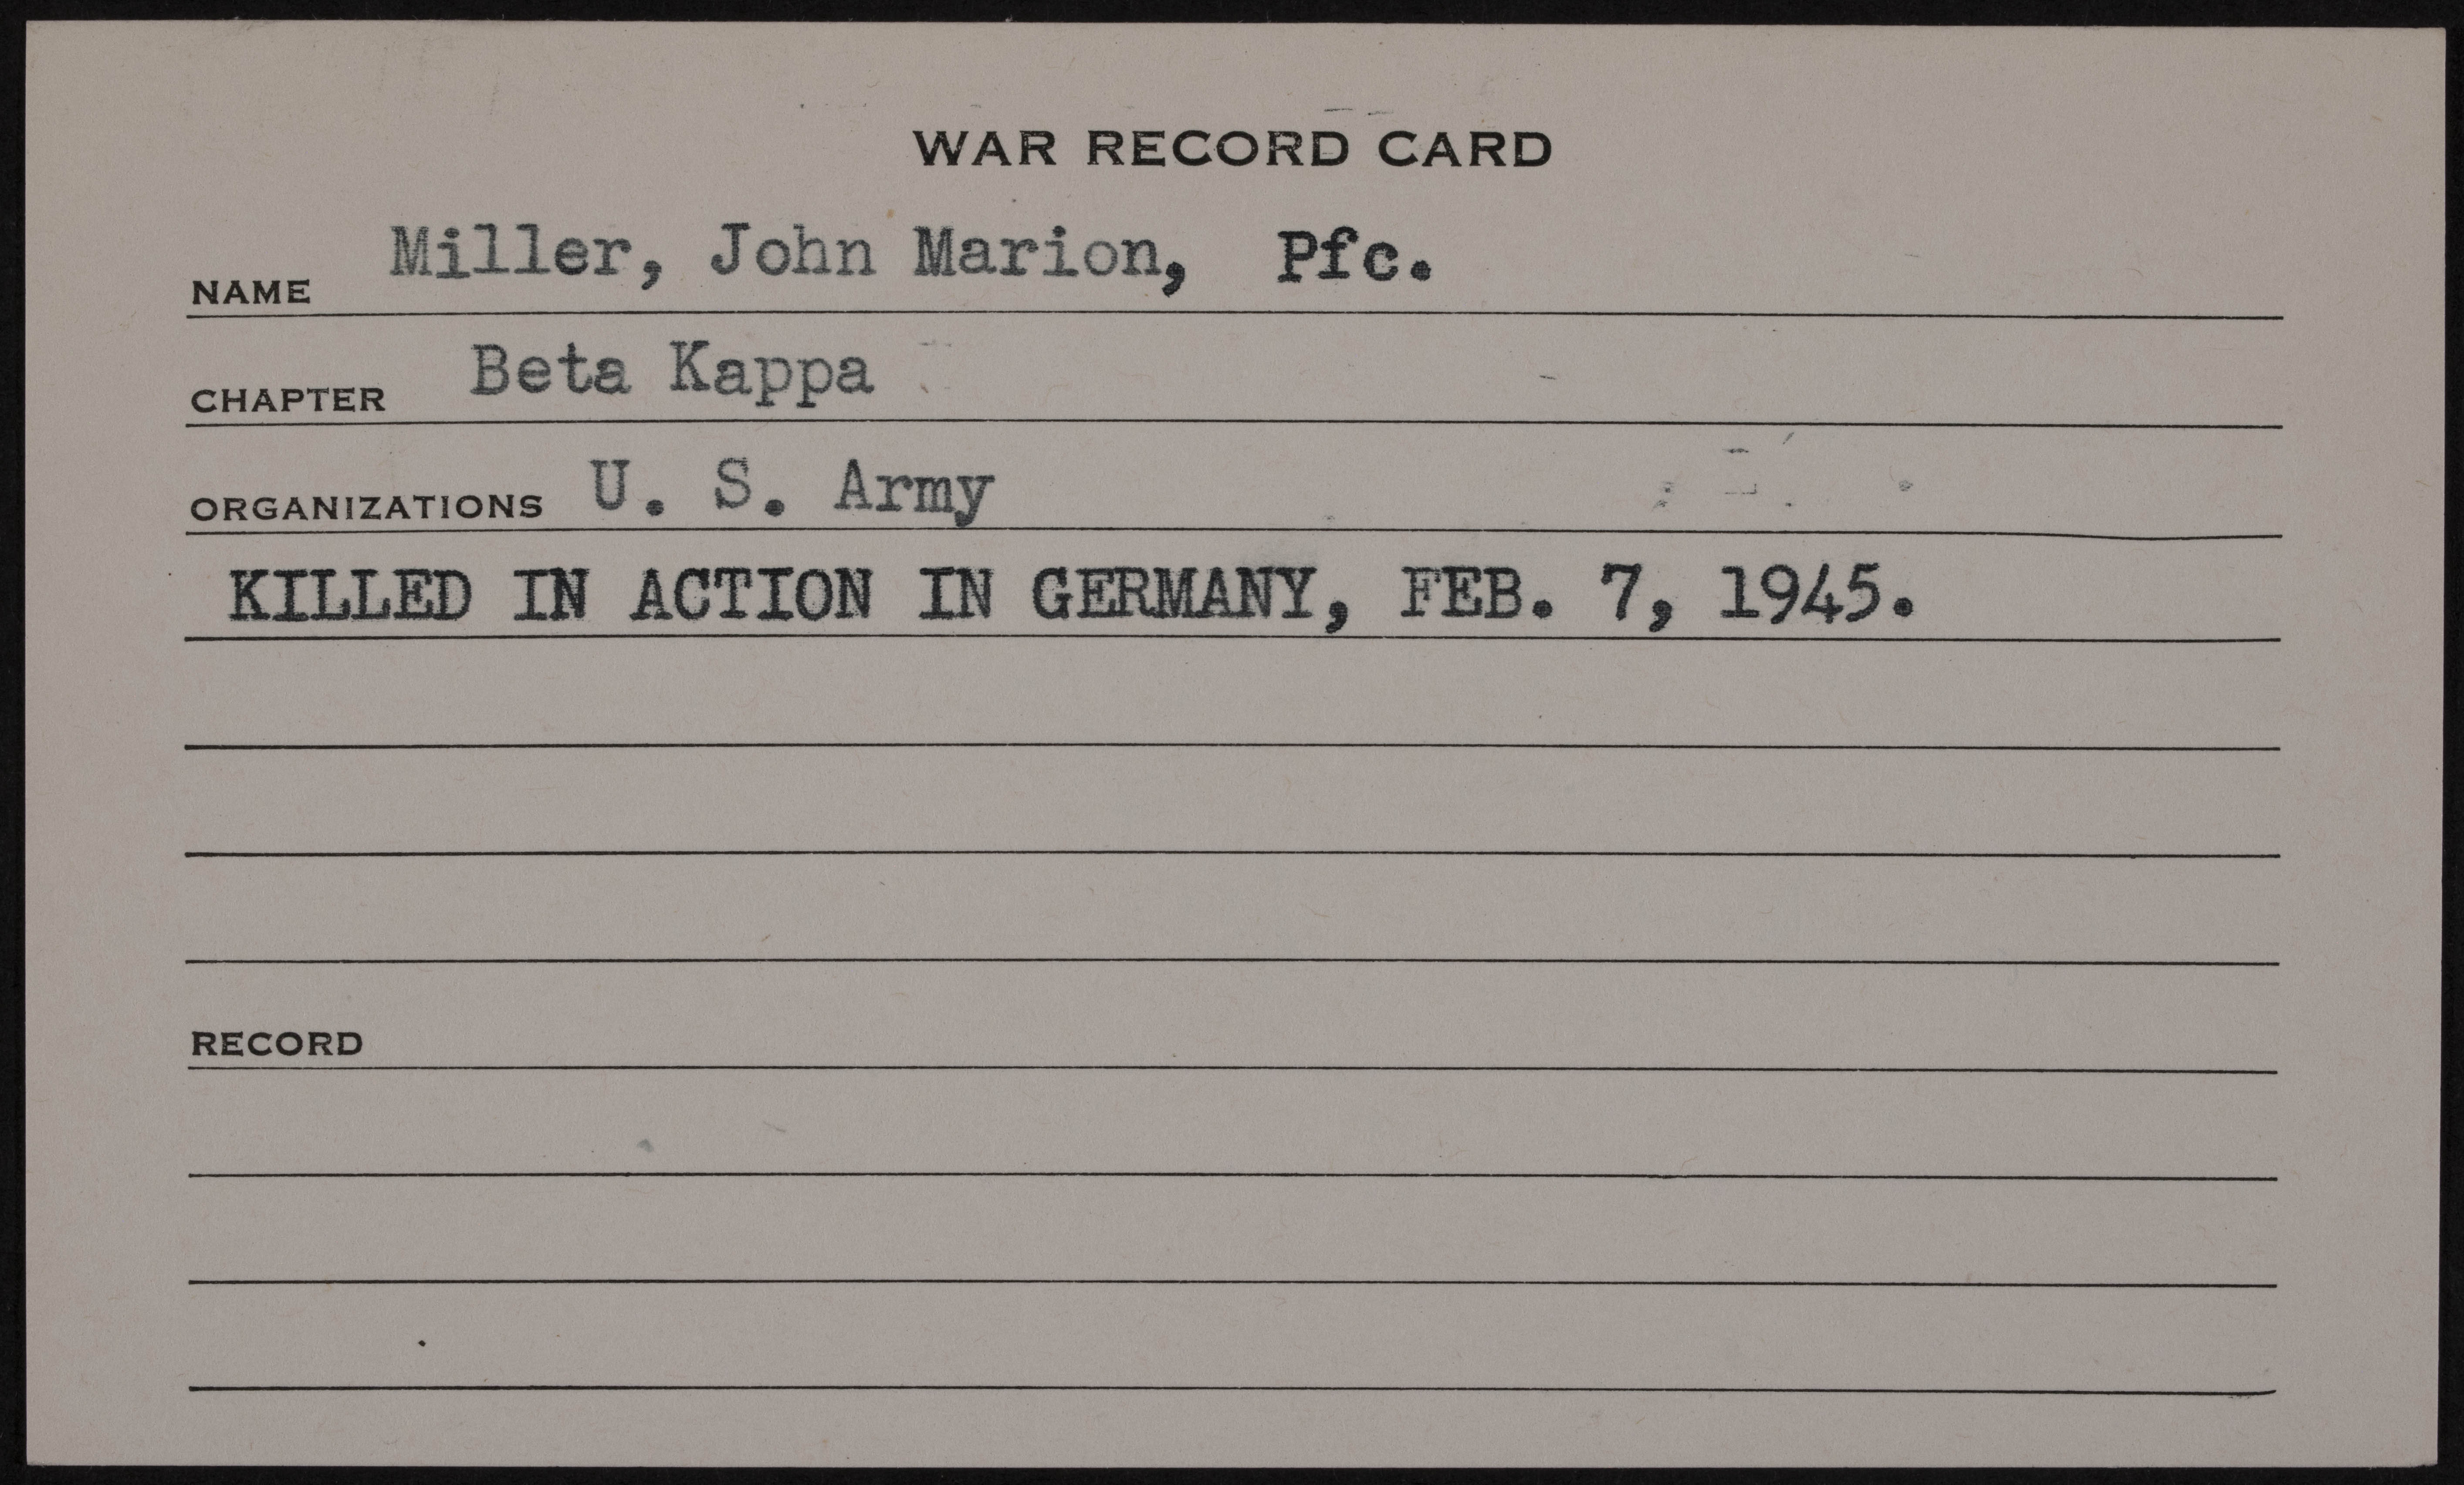 WAR RECORD CARD
NAME Miller, John Marion, Pfc.
CHAPTER Beta Kappa
ORGANIZATIONS U. S. Army
KILLED IN ACTION IN GERMANY, FEB. 7, 1945.
RECORD